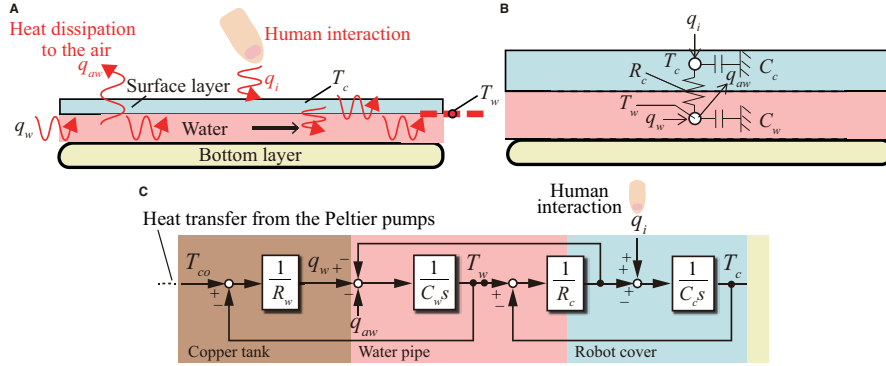 A
Heat dissipation
to the air
Human interaction
q_aw
Surface layer
q_i
T_c
T_w
q_w
Water
Bottom layer
B
q_i
T_c
R_c
q_aw
C_c
T_w
q_w
C_w
C
Human
interaction
q_i
Heat transfer from the Peltier pumps
T_co
+
−
1
R_w
q_w
+
−
−
q_aw
1
C_w s
T_w
+
−
1
R_c
+
+
+
−
1
C_c s
T_c
Copper tank
Water pipe
Robot cover